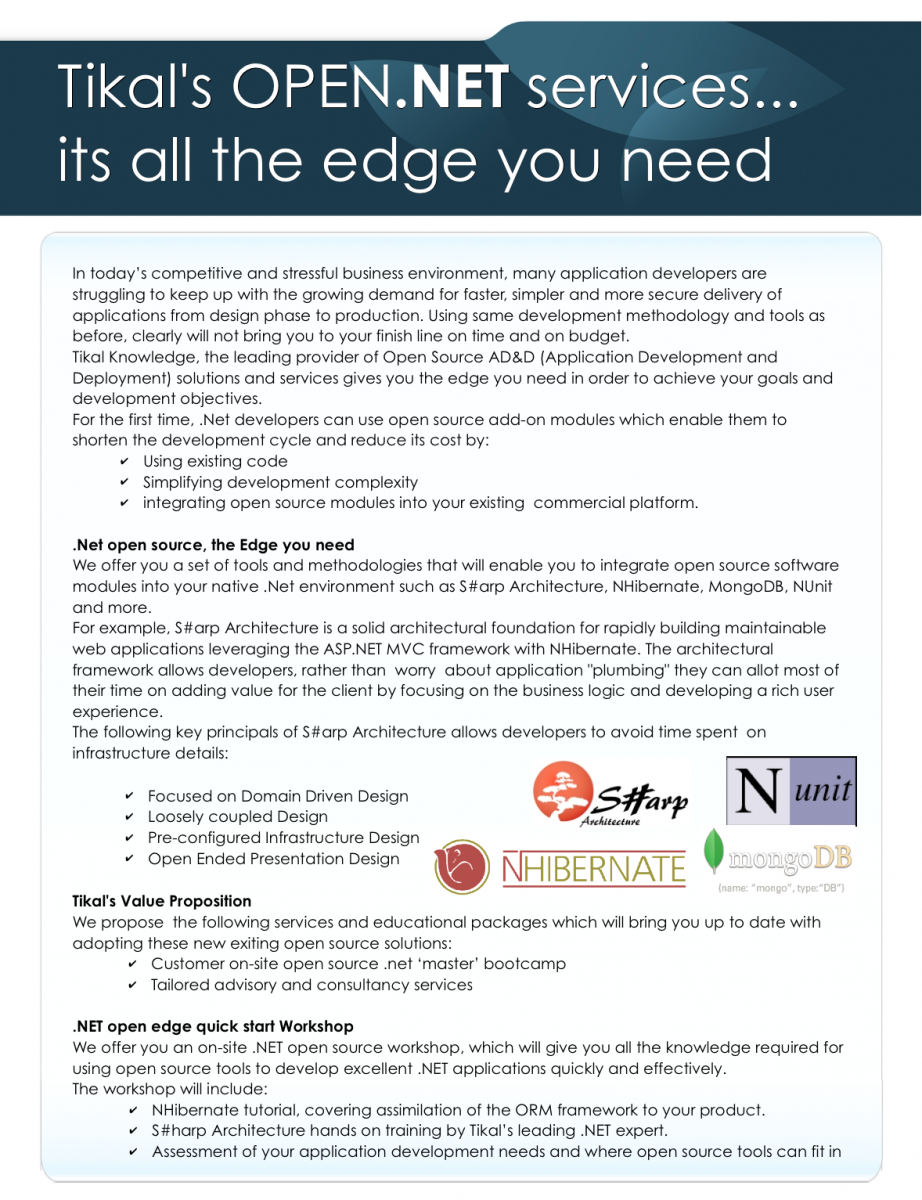 Tikal's OPEN.NET services...
its all the edge you need
In today's competitive and stressful business environment, many application developers are
struggling to keep up with the growing demand for faster, simpler and more secure delivery of
applications from design phase to production. Using same development methodology and tools as
before, clearly will not bring you to your finish line on time and on budget.
Tikal Knowledge, the leading provider of Open Source AD&D (Application Development and
Deployment) solutions and services gives you the edge you need in order to achieve your goals and
development objectives.
For the first time, .Net developers can use open source add-on modules which enable them to
shorten the development cycle and reduce its cost by:
✔ Using existing code
✔ Simplifying development complexity
✔ integrating open source modules into your existing commercial platform.
.Net open source, the Edge you need
We offer you a set of tools and methodologies that will enable you to integrate open source software
modules into your native .Net environment such as S#arp Architecture, NHibernate, MongoDB, NUnit
and more.
For example, S#arp Architecture is a solid architectural foundation for rapidly building maintainable
web applications leveraging the ASP.NET MVC framework with NHibernate. The architectural
framework allows developers, rather than worry about application "plumbing" they can allot most of
their time on adding value for the client by focusing on the business logic and developing a rich user
experience.
The following key principals of S#arp Architecture allows developers to avoid time spent on
infrastructure details:
✔ Focused on Domain Driven Design
✔ Loosely coupled Design
✔ Pre-configured Infrastructure Design
✔ Open Ended Presentation Design
S#arp
Architecture
N unit
NHIBERNATE
mongoDB
{name: "mongo", type:"DB"}
Tikal's Value Proposition
We propose the following services and educational packages which will bring you up to date with
adopting these new exiting open source solutions:
✔ Customer on-site open source .net ‘master’ bootcamp
✔ Tailored advisory and consultancy services
.NET open edge quick start Workshop
We offer you an on-site .NET open source workshop, which will give you all the knowledge required for
using open source tools to develop excellent .NET applications quickly and effectively.
The workshop will include:
✔ NHibernate tutorial, covering assimilation of the ORM framework to your product.
✔ S#harp Architecture hands on training by Tikal's leading .NET expert.
✔ Assessment of your application development needs and where open source tools can fit in